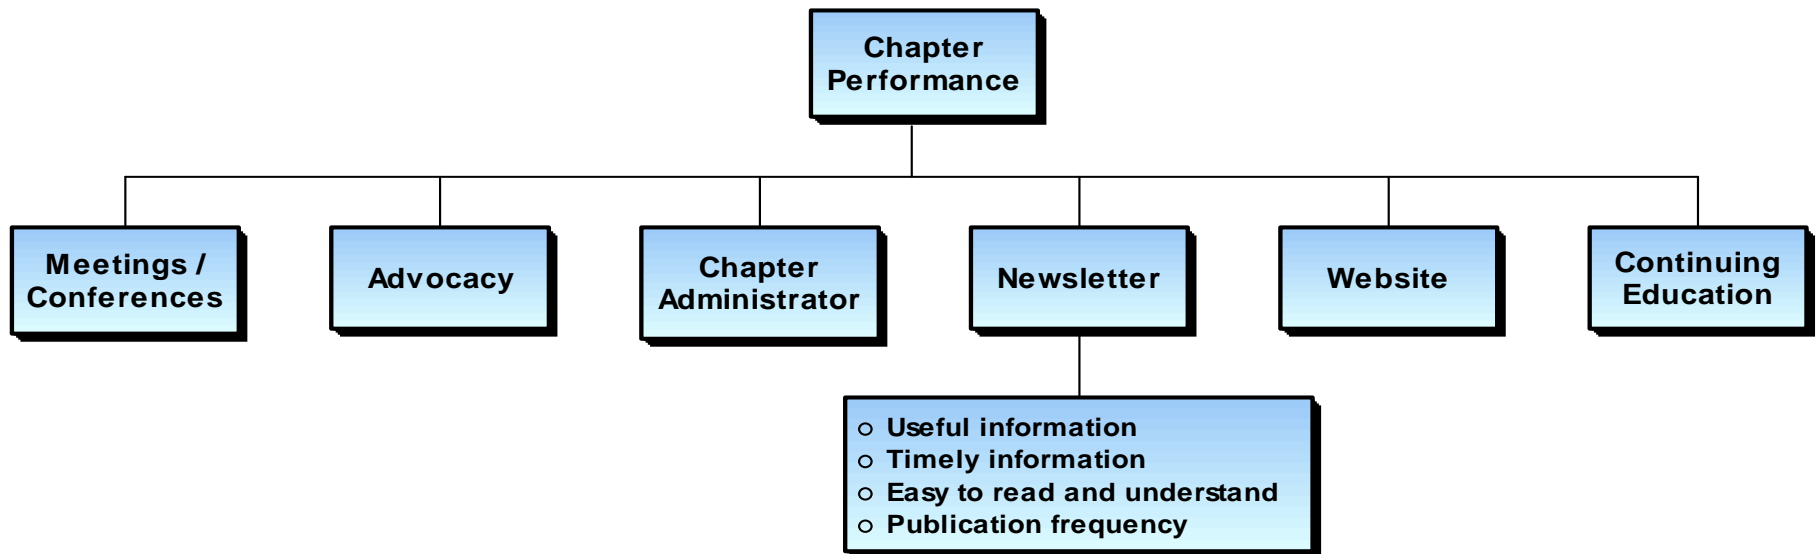 Chapter
Performance
Meetings /
Conferences
Advocacy
Chapter
Administrator
Newsletter
Website
Continuing
Education
○ Useful information
○ Timely information
○ Easy to read and understand
○ Publication frequency